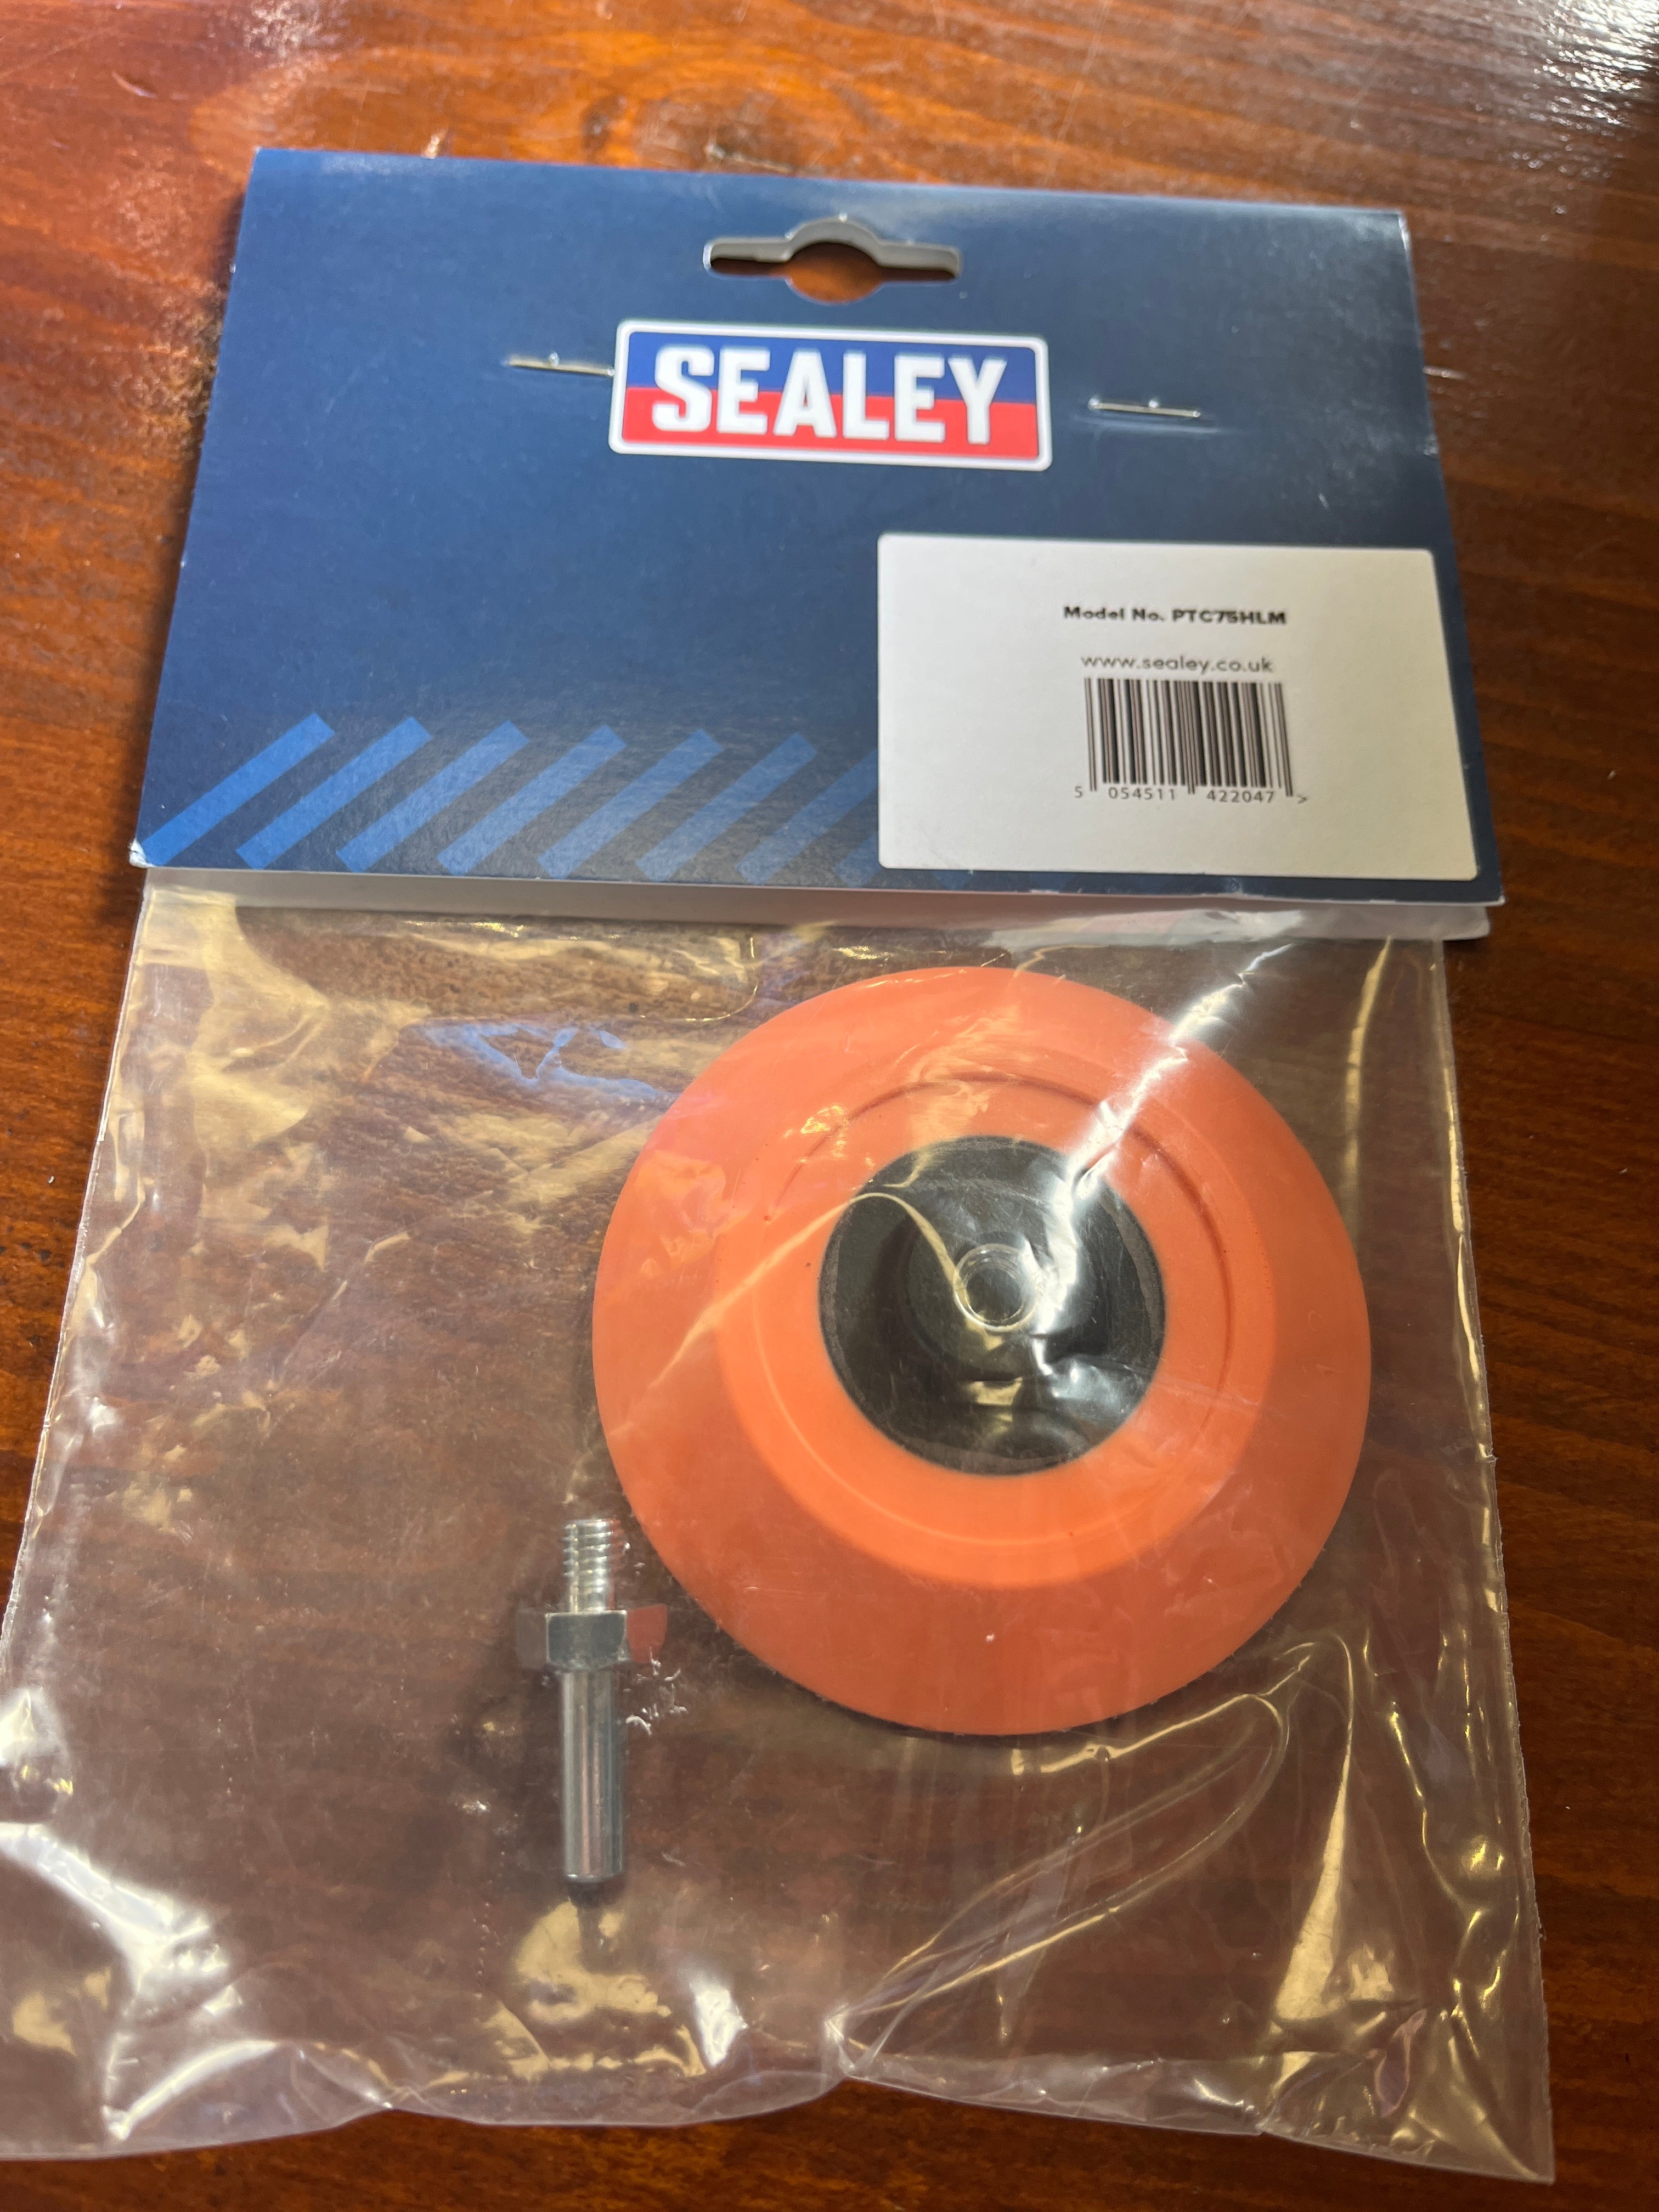 SEALEY
Model No. PTC75HLM
www.sealey.co.uk
5 054511 422047 >